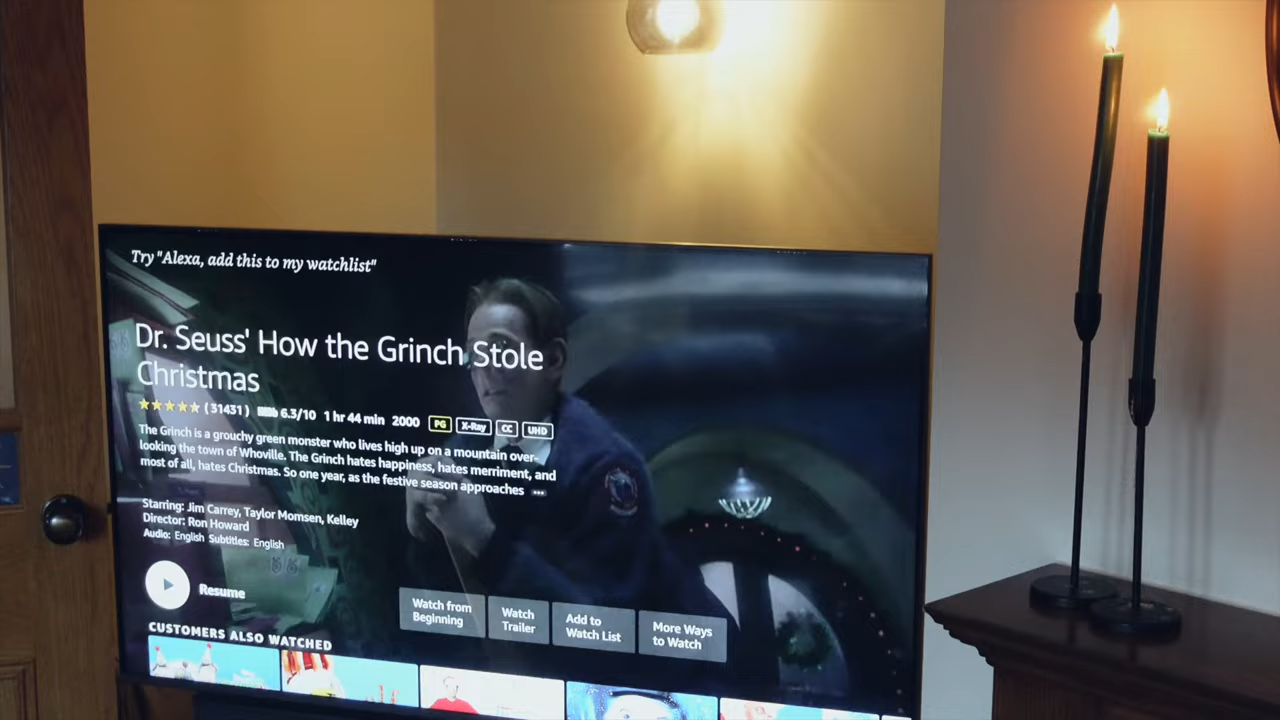 Try "Alexa, add this to my watchlist"
Dr. Seuss' How the Grinch Stole
Christmas
(31431) IMDb 6.3/10 1 hr 44 min 2000 PG X-Ray CC UHD
The Grinch is a grouchy green monster who lives high up on a mountain over-
looking the town of Whoville. The Grinch hates happiness, hates merriment, and
most of all, hates Christmas. So one year, as the festive season approaches ...
Starring: Jim Carrey, Taylor Momsen, Kelley
Director: Ron Howard
Audio: English Subtitles: English
Resume
Watch from
Beginning
Watch
Trailer
Add to
Watch List
More Ways
to Watch
CUSTOMERS ALSO WATCHED